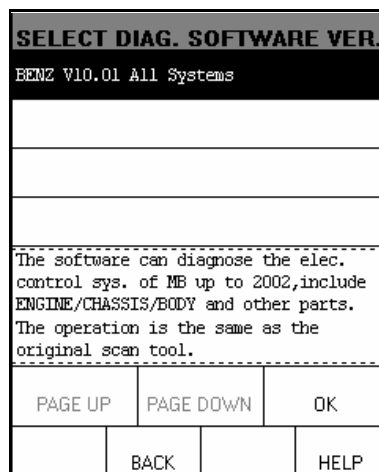 SELECT DIAG. SOFTWARE VER.
BENZ V10.01 All Systems
The software can diagnose the elec.
control sys. of MB up to 2002,include
ENGINE/CHASSIS/BODY and other parts.
The operation is the same as the
original scan tool.
PAGE UP PAGE DOWN OK
BACK HELP